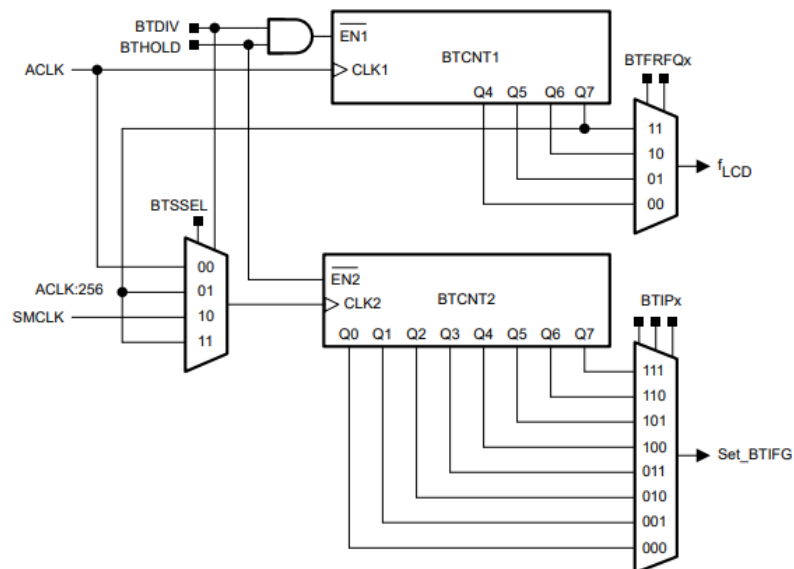 BTDIV
BTHOLD
EN1
BTCNT1
ACLK
CLK1
BTFRFQx
Q4 Q5 Q6 Q7
11
10
01
00
fLCD
BTSSEL
00
ACLK:256
01
SMCLK
10
11
EN2
BTCNT2
CLK2
BTIPx
Q0 Q1 Q2 Q3 Q4 Q5 Q6 Q7
111
110
101
100
011
010
001
000
Set_BTIFG